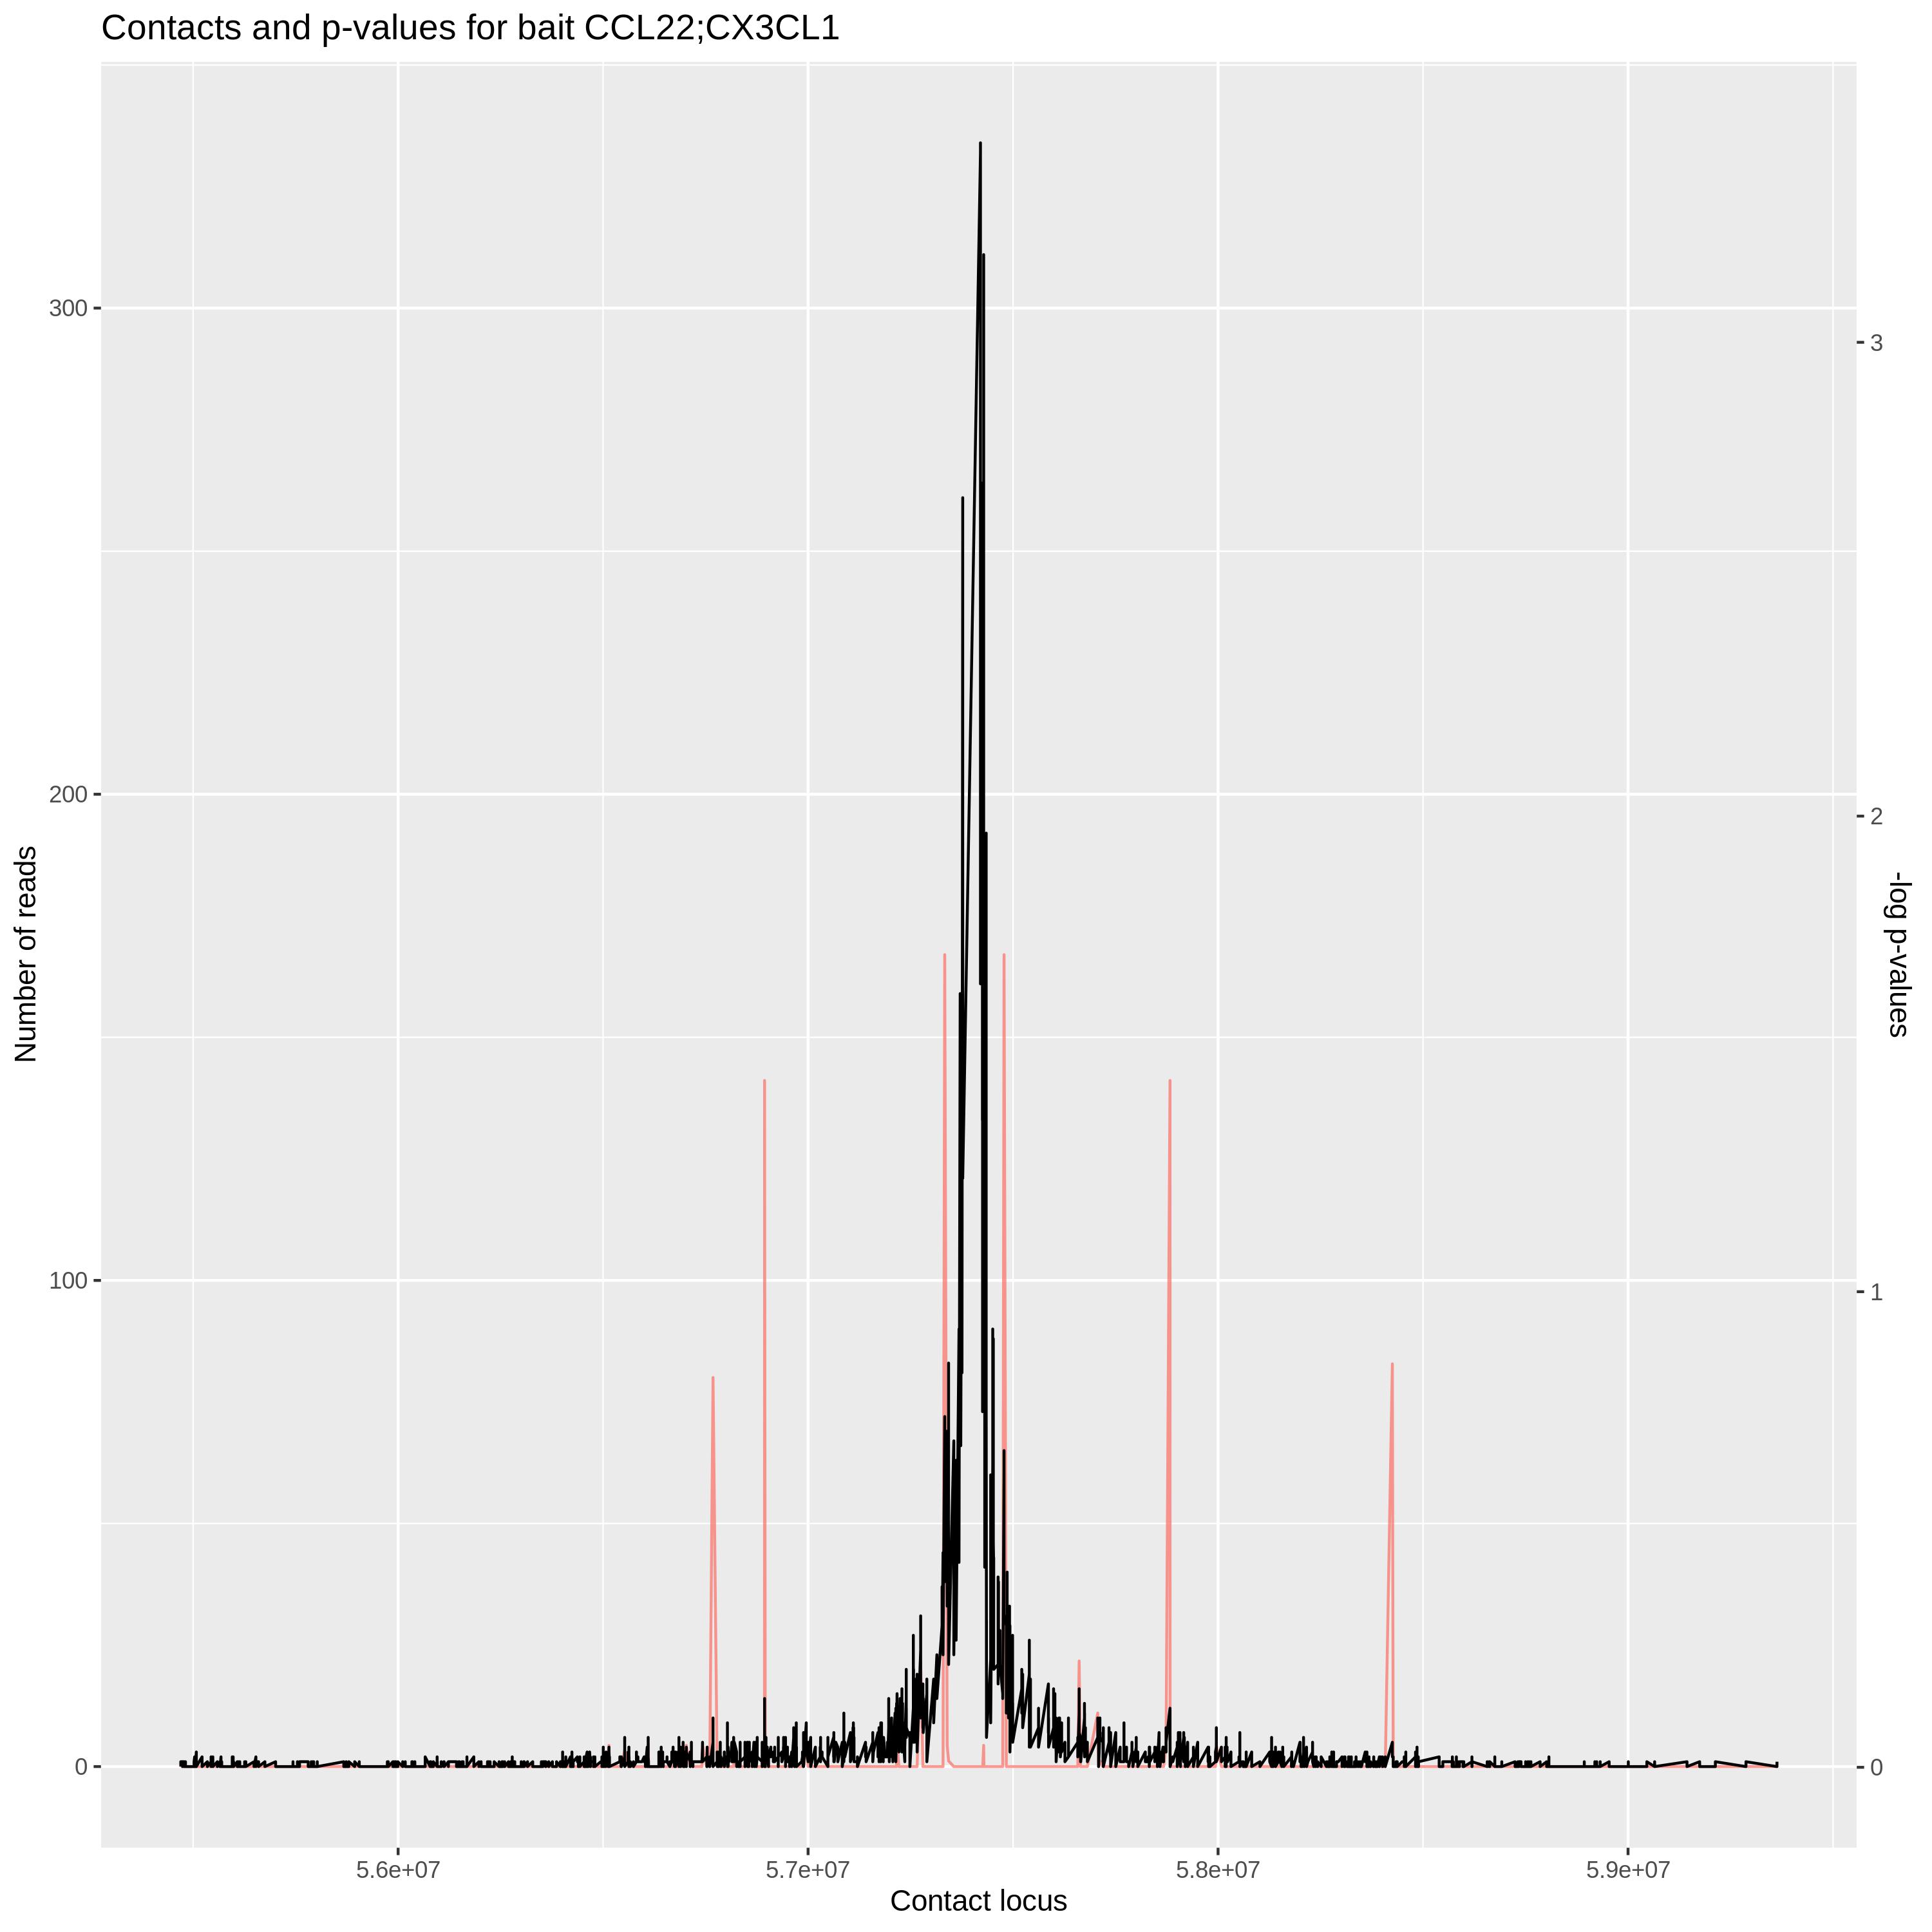 Contacts and p-values for bait CCL22;CX3CL1
Number of reads
300
200
100
0
3
2
1
0
-log p-values
5.6e+07
5.7e+07
5.8e+07
5.9e+07
Contact locus